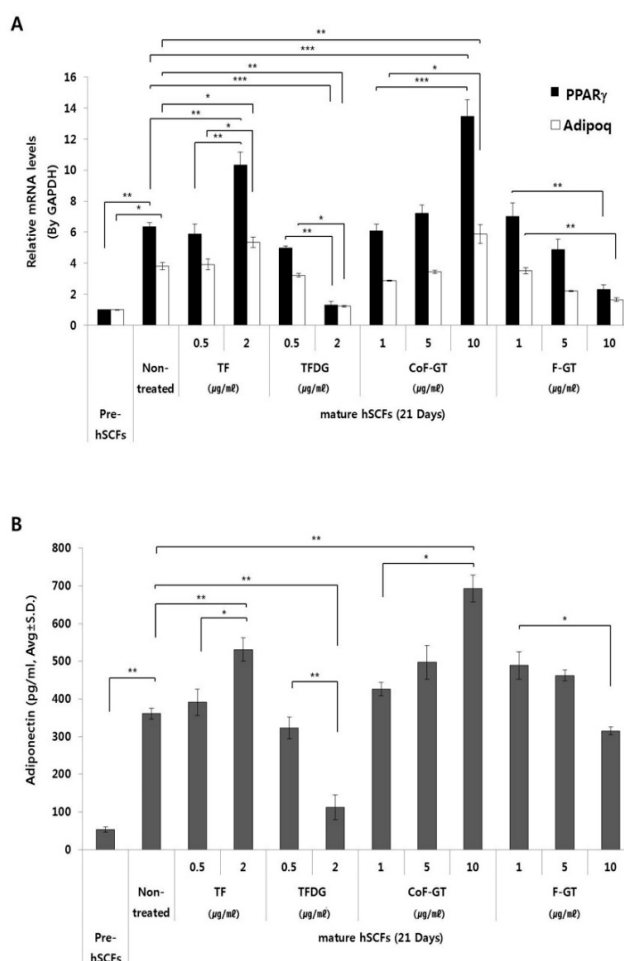 A
**
***
**
*
**
***
***
*
**
*
**
**
*
*
**
**
**
PPARγ
Adipoq
Relative mRNA levels
(By GAPDH)
16
14
12
10
8
6
4
2
0
0.5 2 0.5 2 1 5 10 1 5 10
Non-
treated
TF
(μg/mℓ)
TFDG
(μg/mℓ)
CoF-GT
(μg/mℓ)
F-GT
(μg/mℓ)
Pre-
hSCFs
mature hSCFs (21 Days)
B
**
*
**
**
*
*
**
**
Adiponectin (pg/ml, Avg±S.D.)
800
700
600
500
400
300
200
100
0
0.5 2 0.5 2 1 5 10 1 5 10
Non-
treated
TF
(μg/mℓ)
TFDG
(μg/mℓ)
CoF-GT
(μg/mℓ)
F-GT
(μg/mℓ)
Pre-
hSCFs
mature hSCFs (21 Days)